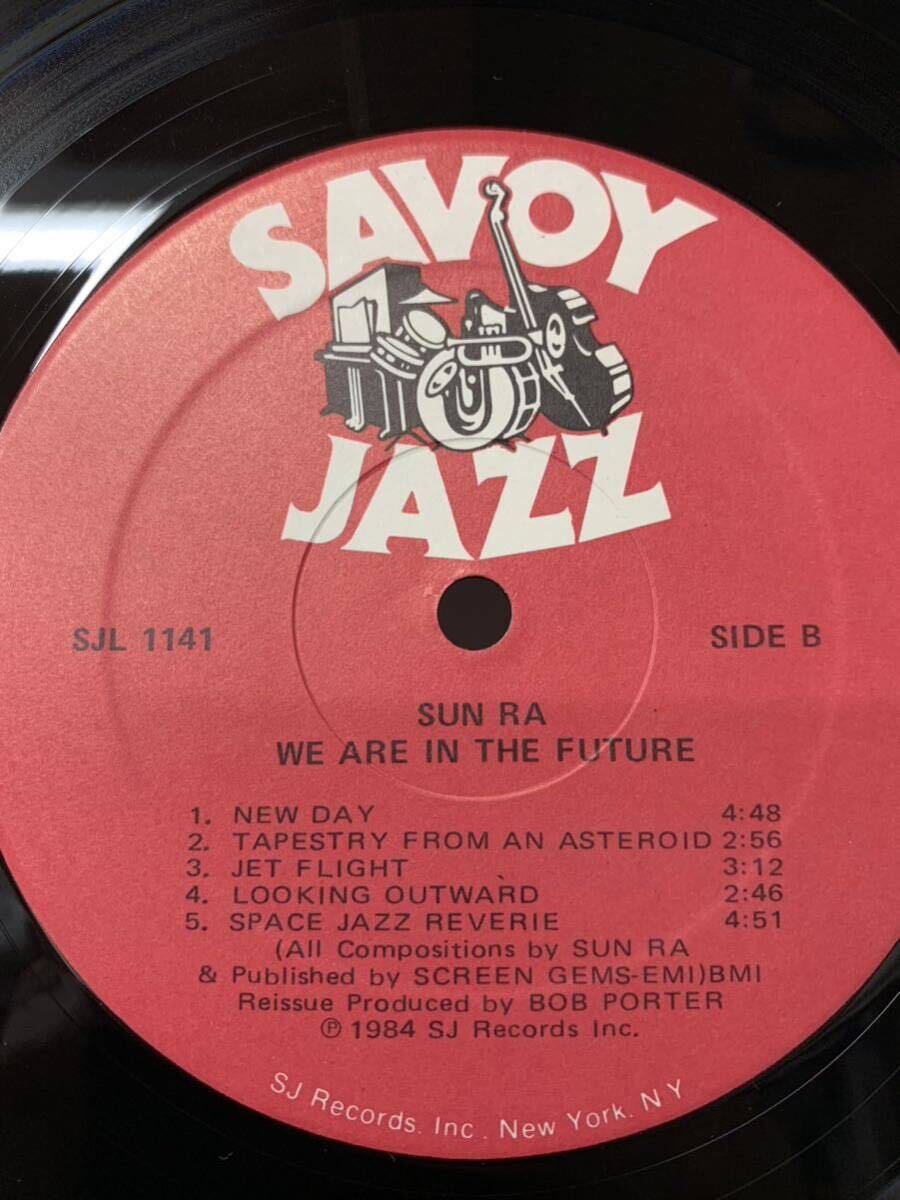 SAVOY
JAZZ
SJL 1141
SIDE B
SUN RA
WE ARE IN THE FUTURE
1. NEW DAY 4:48
2. TAPESTRY FROM AN ASTEROID 2:56
3. JET FLIGHT 3:12
4. LOOKING OUTWARD 2:46
5. SPACE JAZZ REVERIE 4:51
(All Compositions by SUN RA
& Published by SCREEN GEMS-EMI)BMI
Reissue Produced by BOB PORTER
℗ 1984 SJ Records Inc.
SJ Records, Inc. New York, NY